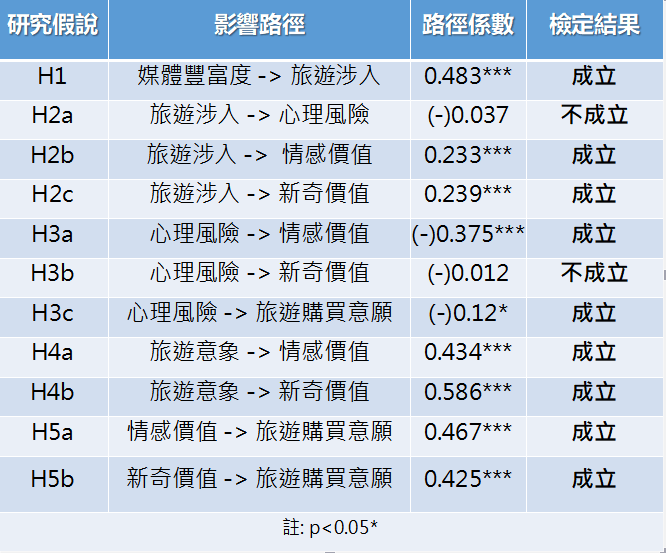 研究假說 影響路徑 路徑係數 檢定結果
H1 媒體豐富度 -> 旅遊涉入 0.483*** 成立
H2a 旅遊涉入 -> 心理風險 (-)0.037 不成立
H2b 旅遊涉入 -> 情感價值 0.233*** 成立
H2c 旅遊涉入 -> 新奇價值 0.239*** 成立
H3a 心理風險 -> 情感價值 (-)0.375*** 成立
H3b 心理風險 -> 新奇價值 (-)0.012 不成立
H3c 心理風險 -> 旅遊購買意願 (-)0.12* 成立
H4a 旅遊意象 -> 情感價值 0.434*** 成立
H4b 旅遊意象 -> 新奇價值 0.586*** 成立
H5a 情感價值 -> 旅遊購買意願 0.467*** 成立
H5b 新奇價值 -> 旅遊購買意願 0.425*** 成立
註: p<0.05*